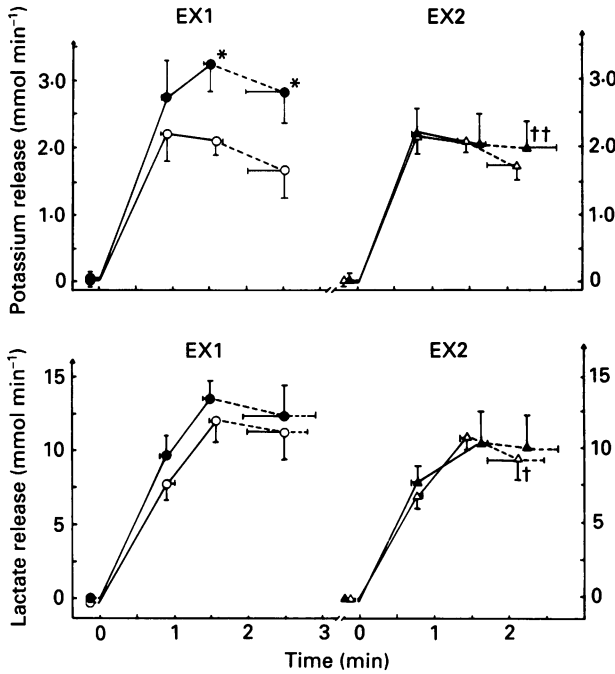 EX1 EX2
Potassium release (mmol min⁻¹)
3·0 3·0
2·0 2·0
1·0 1·0
0 0
*
*
††
EX1 EX2
Lactate release (mmol min⁻¹)
15 15
10 10
5 5
0 0
†
0 1 2 3 0 1 2
Time (min)